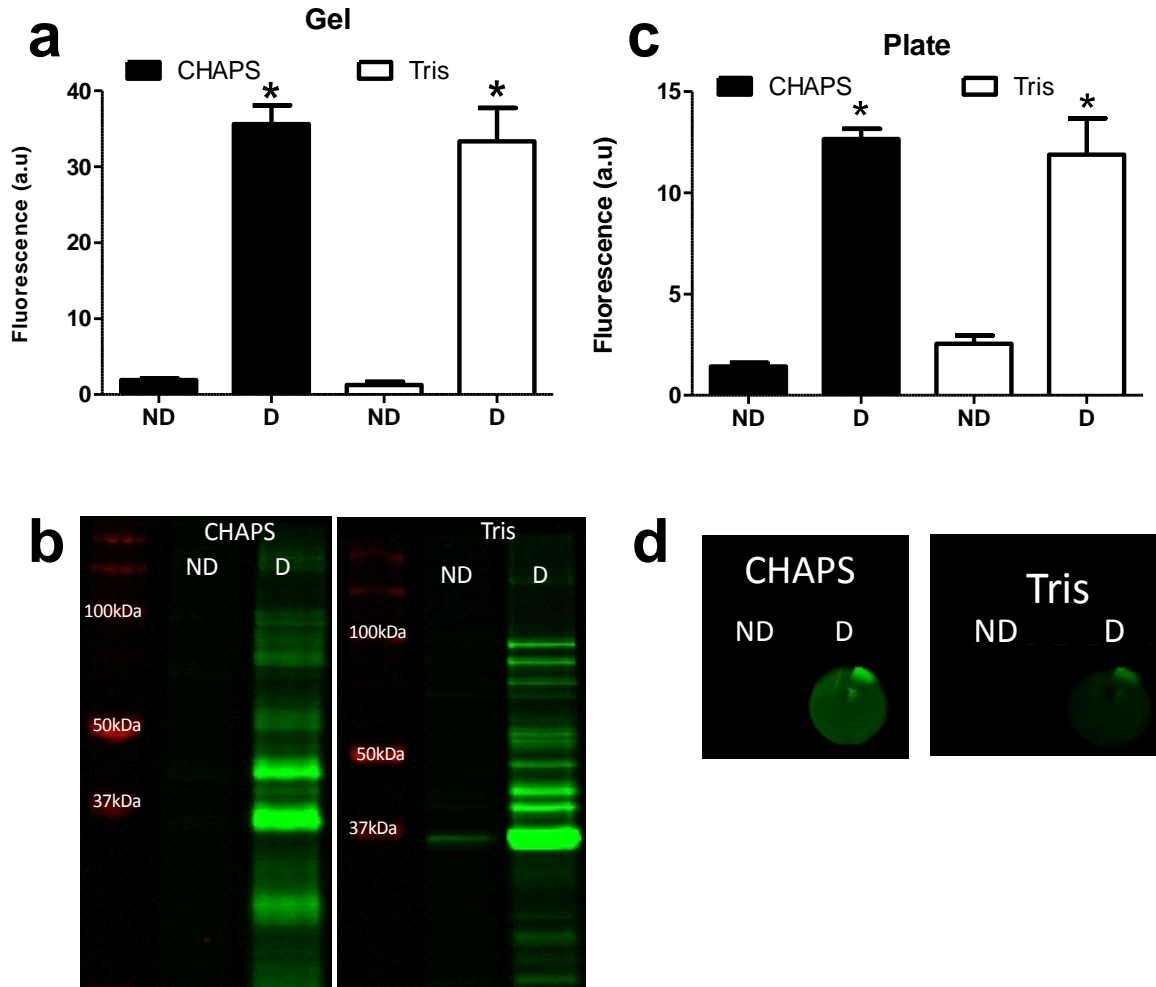 a
Gel
CHAPS Tris
Fluorescence (a.u)
40
30
20
10
0
* *
ND D ND D
c
Plate
CHAPS Tris
Fluorescence (a.u)
15
10
5
0
* *
ND D ND D
b
CHAPS
ND D
100kDa
50kDa
37kDa
Tris
ND D
100kDa
50kDa
37kDa
d
CHAPS
ND D
Tris
ND D